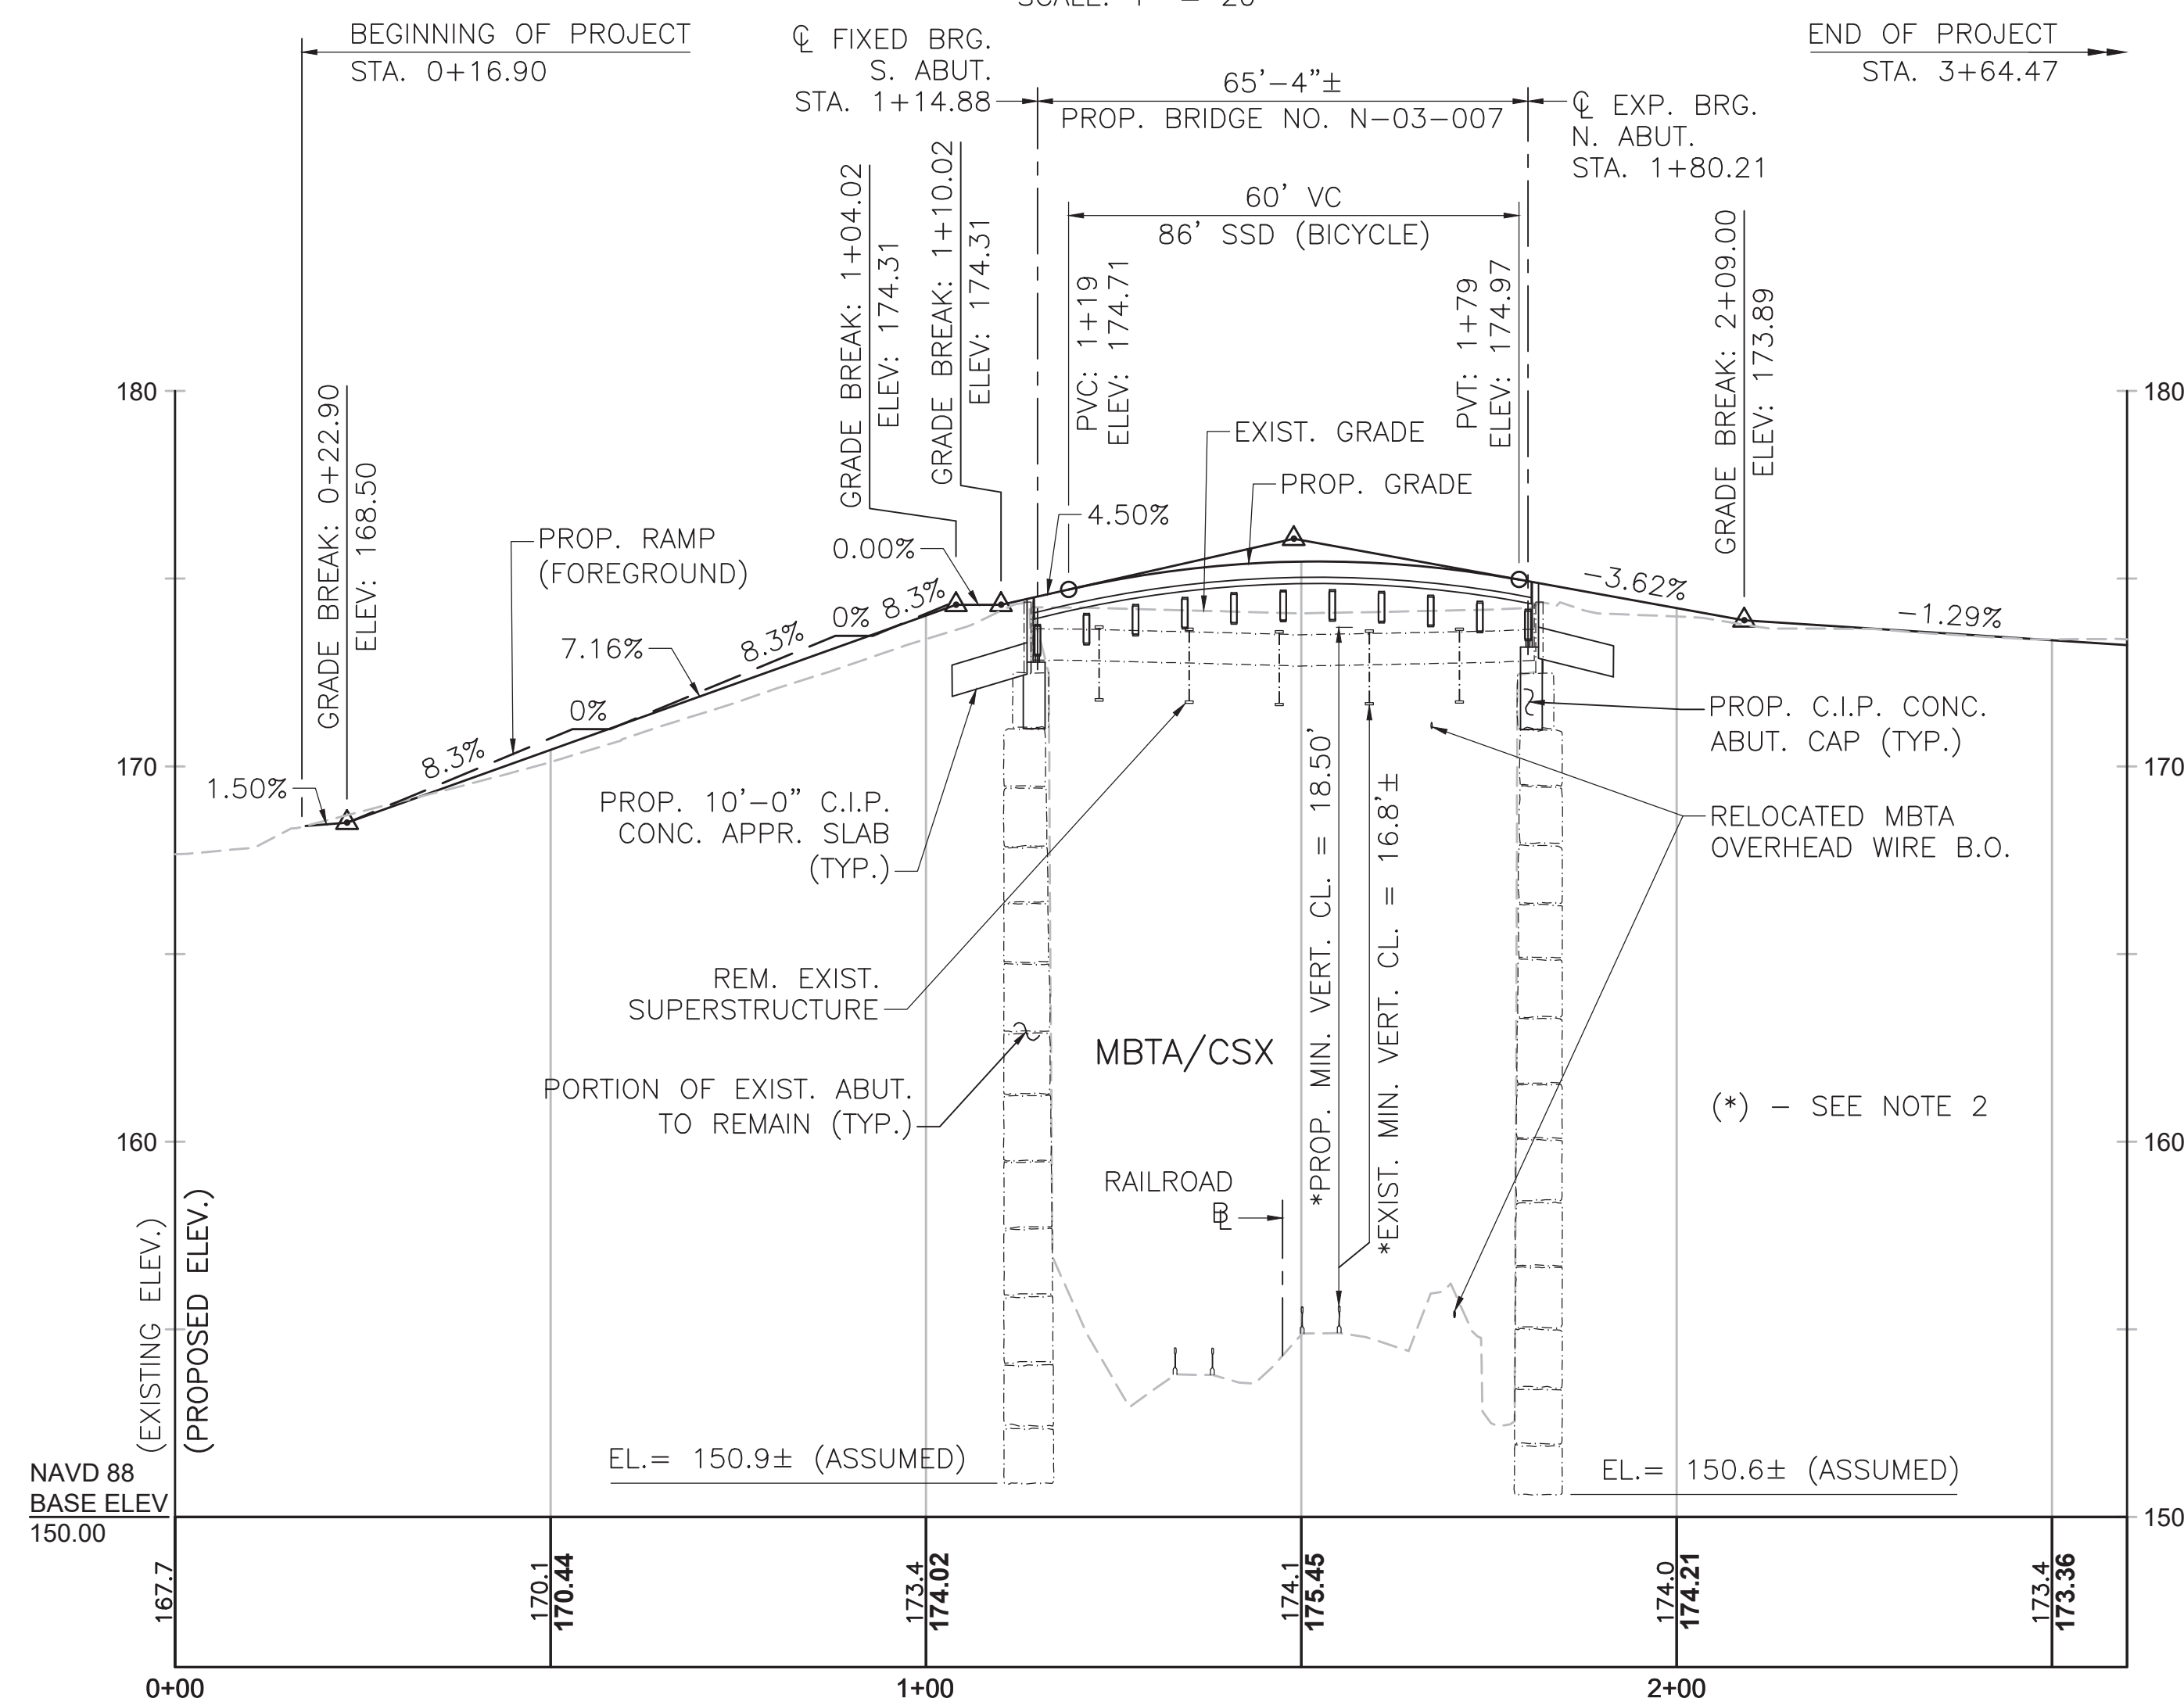 BEGINNING OF PROJECT
STA. 0+16.90
℄ FIXED BRG.
S. ABUT.
STA. 1+14.88
65'-4"±
PROP. BRIDGE NO. N-03-007
END OF PROJECT
STA. 3+64.47
℄ EXP. BRG.
N. ABUT.
STA. 1+80.21
60' VC
86' SSD (BICYCLE)
GRADE BREAK: 0+22.90
ELEV: 168.50
GRADE BREAK: 1+04.02
ELEV: 174.31
GRADE BREAK: 1+10.02
ELEV: 174.31
PVC: 1+19
ELEV: 174.71
PVT: 1+79
ELEV: 174.97
GRADE BREAK: 2+09.00
ELEV: 173.89
180
180
EXIST. GRADE
PROP. GRADE
4.50%
0.00%
PROP. RAMP
(FOREGROUND)
-3.62%
-1.29%
8.3%
0%
8.3%
7.16%
0%
8.3%
1.50%
170
170
PROP. C.I.P. CONC.
ABUT. CAP (TYP.)
PROP. 10'-0" C.I.P.
CONC. APPR. SLAB
(TYP.)
RELOCATED MBTA
OVERHEAD WIRE B.O.
*PROP. MIN. VERT. CL. = 18.50'
*EXIST. MIN. VERT. CL. = 16.8'±
REM. EXIST.
SUPERSTRUCTURE
MBTA/CSX
PORTION OF EXIST. ABUT.
TO REMAIN (TYP.)
(*) - SEE NOTE 2
160
160
RAILROAD
BL
(EXISTING ELEV.)
(PROPOSED ELEV.)
EL.= 150.9± (ASSUMED)
EL.= 150.6± (ASSUMED)
NAVD 88
BASE ELEV
150.00
150
167.7
170.1
170.44
173.4
174.02
174.1
175.45
174.0
174.21
173.4
173.36
0+00
1+00
2+00